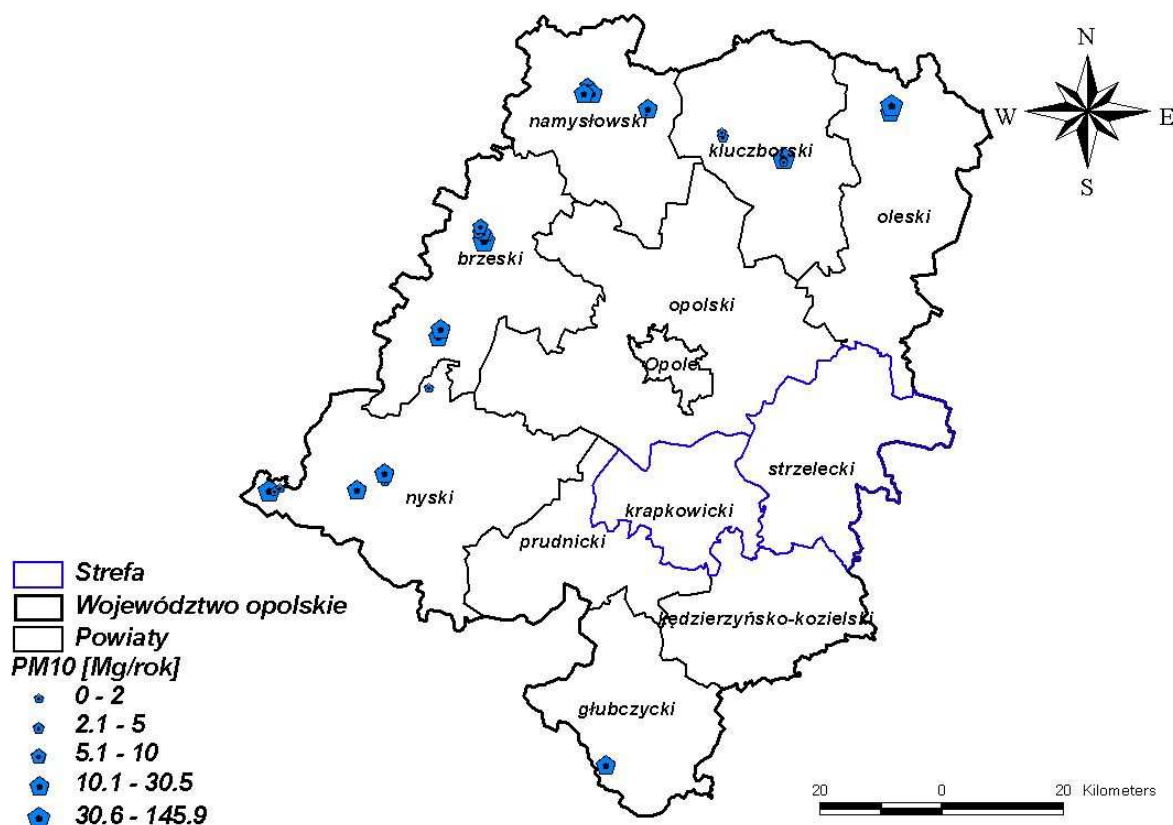 N
W
E
S
namysłowski
kluczborski
oleski
brzeski
opolski
Opole
strzelecki
nyski
krapkowicki
prudnicki
kędzierzyńsko-kozielski
głubczycki
Strefa
Województwo opolskie
Powiaty
PM10 [Mg/rok]
0 - 2
2.1 - 5
5.1 - 10
10.1 - 30.5
30.6 - 145.9
20 0 20 Kilometers